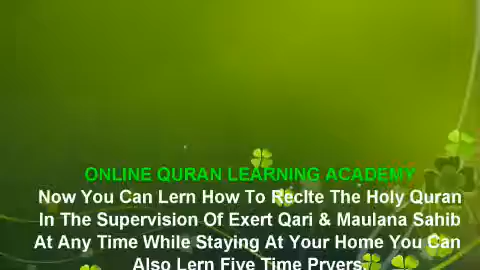 ONLINE QURAN LEARNING ACADEMY
Now You Can Lern How To RecIte The Holy Quran
In The Supervision Of Exert Qari & Maulana Sahib
At Any Time While Staying At Your Home You Can
Also Lern Five Time Pryers